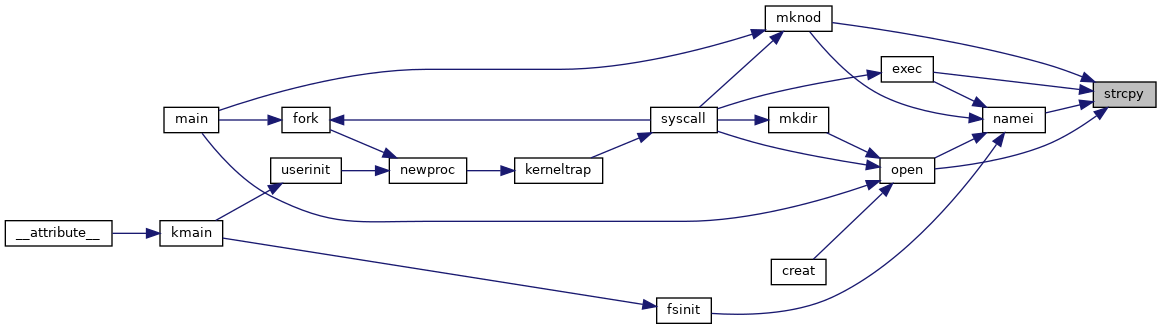 mknod
exec
strcpy
main
fork
syscall
mkdir
namei
userinit
newproc
kerneltrap
open
__attribute__
kmain
creat
fsinit